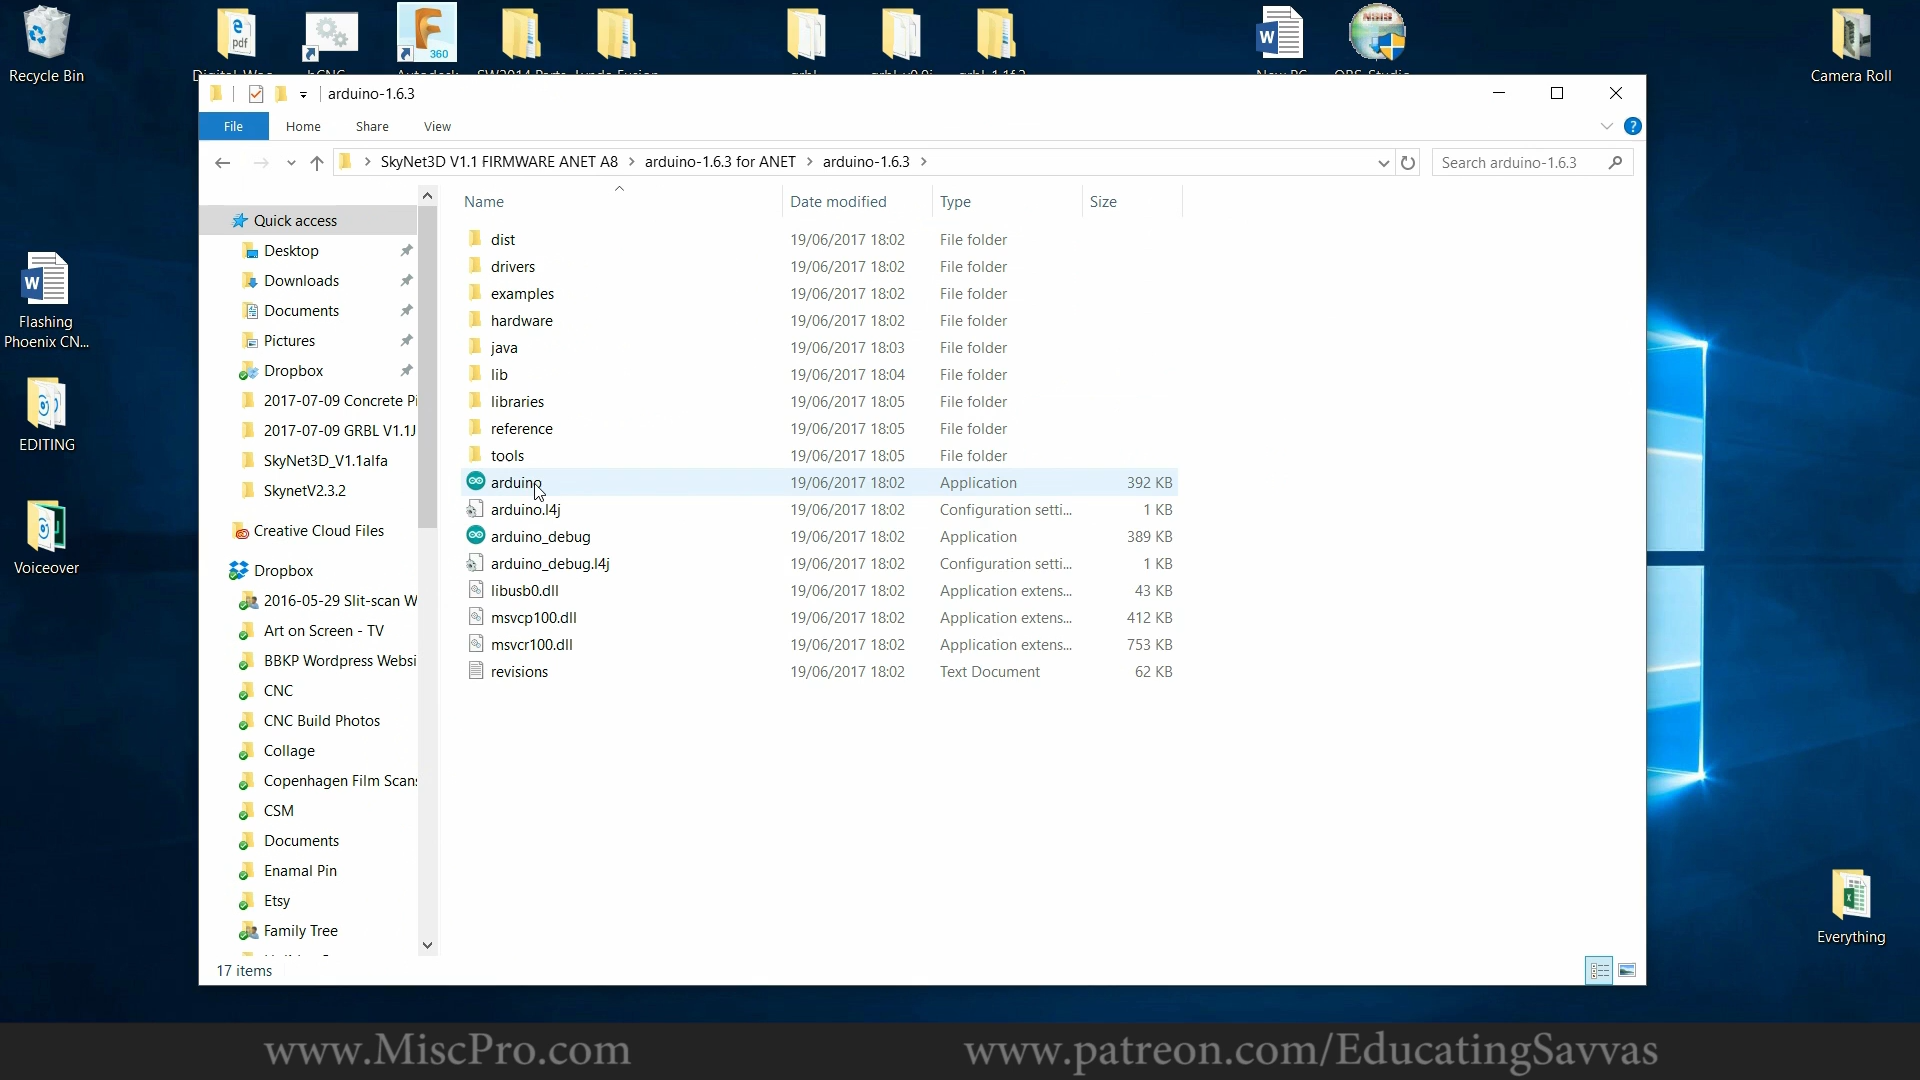 Recycle Bin
pdf
360
Camera Roll
arduino-1.6.3
File
Home
Share
View
SkyNet3D V1.1 FIRMWARE ANET A8
arduino-1.6.3 for ANET
arduino-1.6.3
Search arduino-1.6.3
Name
Date modified
Type
Size
Quick access
Desktop
Downloads
Documents
Pictures
Dropbox
2017-07-09 Concrete Pi
2017-07-09 GRBL V1.1J
SkyNet3D_V1.1alfa
SkynetV2.3.2
Creative Cloud Files
Dropbox
2016-05-29 Slit-scan W
Art on Screen - TV
BBKP Wordpress Websi
CNC
CNC Build Photos
Collage
Copenhagen Film Scans
CSM
Documents
Enamal Pin
Etsy
Family Tree
dist 19/06/2017 18:02 File folder
drivers 19/06/2017 18:02 File folder
examples 19/06/2017 18:02 File folder
hardware 19/06/2017 18:02 File folder
java 19/06/2017 18:03 File folder
lib 19/06/2017 18:04 File folder
libraries 19/06/2017 18:05 File folder
reference 19/06/2017 18:05 File folder
tools 19/06/2017 18:05 File folder
arduino 19/06/2017 18:02 Application 392 KB
arduino.l4j 19/06/2017 18:02 Configuration setti... 1 KB
arduino_debug 19/06/2017 18:02 Application 389 KB
arduino_debug.l4j 19/06/2017 18:02 Configuration setti... 1 KB
libusb0.dll 19/06/2017 18:02 Application extens... 43 KB
msvcp100.dll 19/06/2017 18:02 Application extens... 412 KB
msvcr100.dll 19/06/2017 18:02 Application extens... 753 KB
revisions 19/06/2017 18:02 Text Document 62 KB
17 items
Flashing
Phoenix CN...
EDITING
Voiceover
Everything
www.MiscPro.com
www.patreon.com/EducatingSavvas